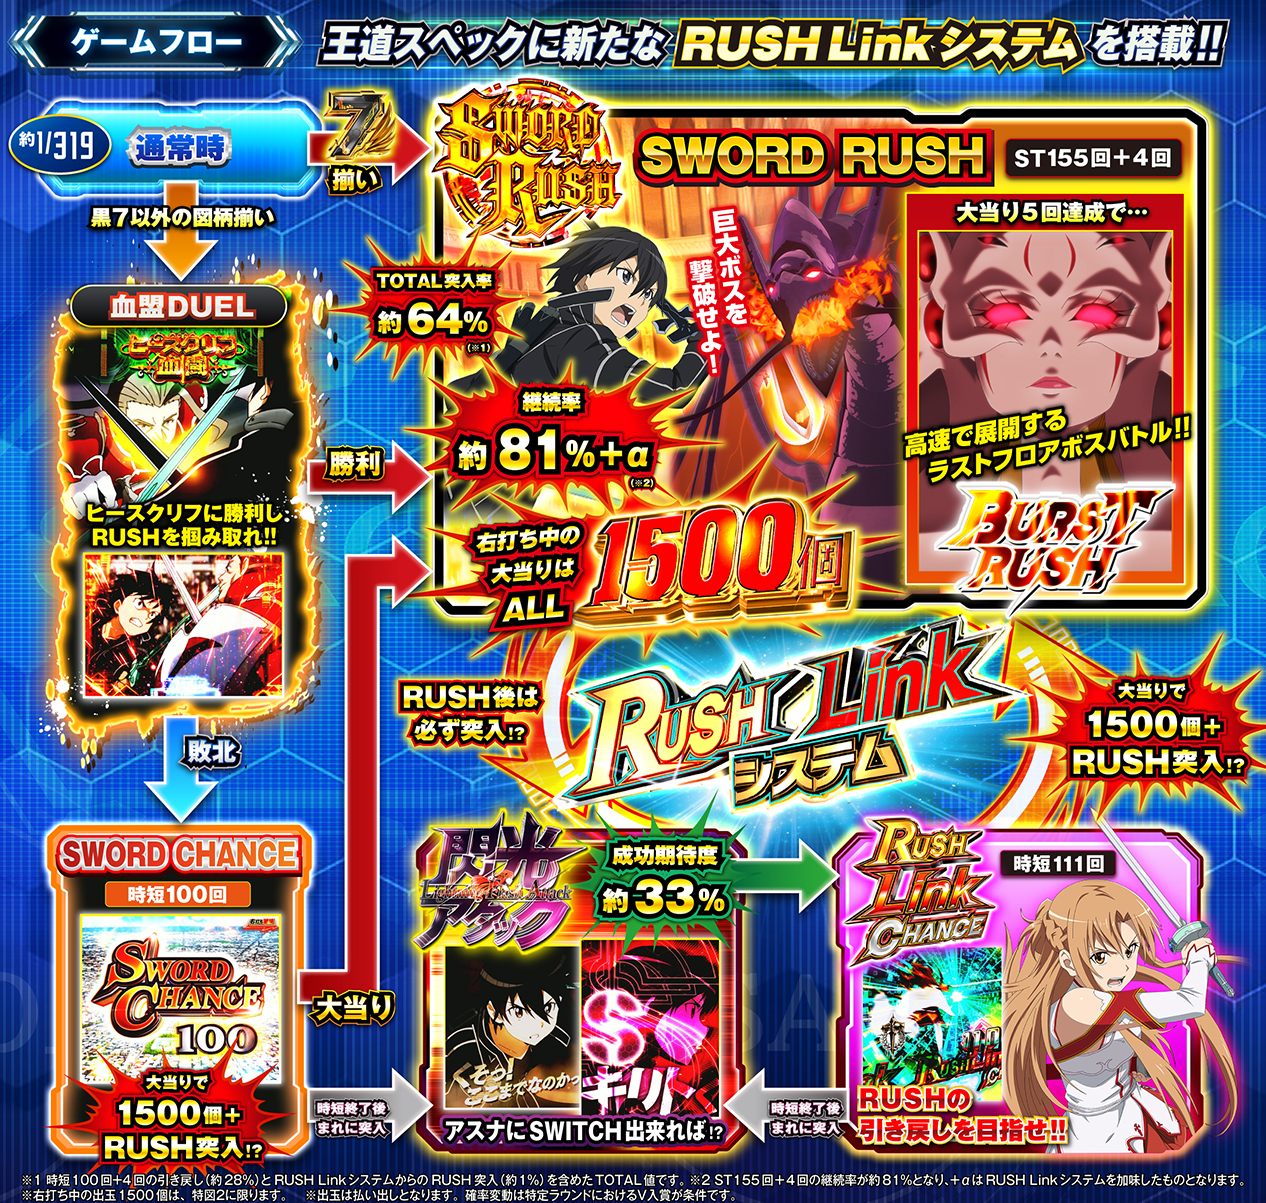 ゲームフロー
王道スペックに新たなRUSH Linkシステムを搭載!!
約1/319
通常時
7
揃い
黒7以外の図柄揃い
SWORD
RUSH
SWORD RUSH
ST155回+4回
TOTAL突入率
約64%
(※1)
巨大ボスを
撃破せよ!
大当り5回達成で…
高速で展開する
ラストフロアボスバトル!!
BURST
RUSH
継続率
約81%+α
(※2)
右打ち中の
大当りは
ALL
1500個
血盟DUEL
ヒースクリフ
血闘
ヒースクリフに勝利し
RUSHを掴み取れ!!
勝利
敗北
RUSH後は
必ず突入!?
RUSH Link
システム
大当りで
1500個+
RUSH突入!?
SWORD CHANCE
時短100回
SWORD
CHANCE
100
大当りで
1500個+
RUSH突入!?
大当り
時短終了後
まれに突入
閃光
Lightning Flash Attack
アタック
成功期待度
約33%
くそっ!
ここまでなのかっ
S
キリト
アスナにSWITCH出来れば!?
時短終了後
まれに突入
RUSH
Link
CHANCE
時短111回
RUSHの
引き戻しを目指せ!!
※1 時短100回+4回の引き戻し(約28%)とRUSH LinkシステムからのRUSH突入(約1%)を含めたTOTAL値です。※2 ST155回+4回の継続率が約81%となり、+αはRUSH Linkシステムを加味したものとなります。
※右打ち中の出玉1500個は、特図2に限ります。 ※出玉は払い出しとなります。確率変動は特定ラウンドにおけるV入賞が条件です。